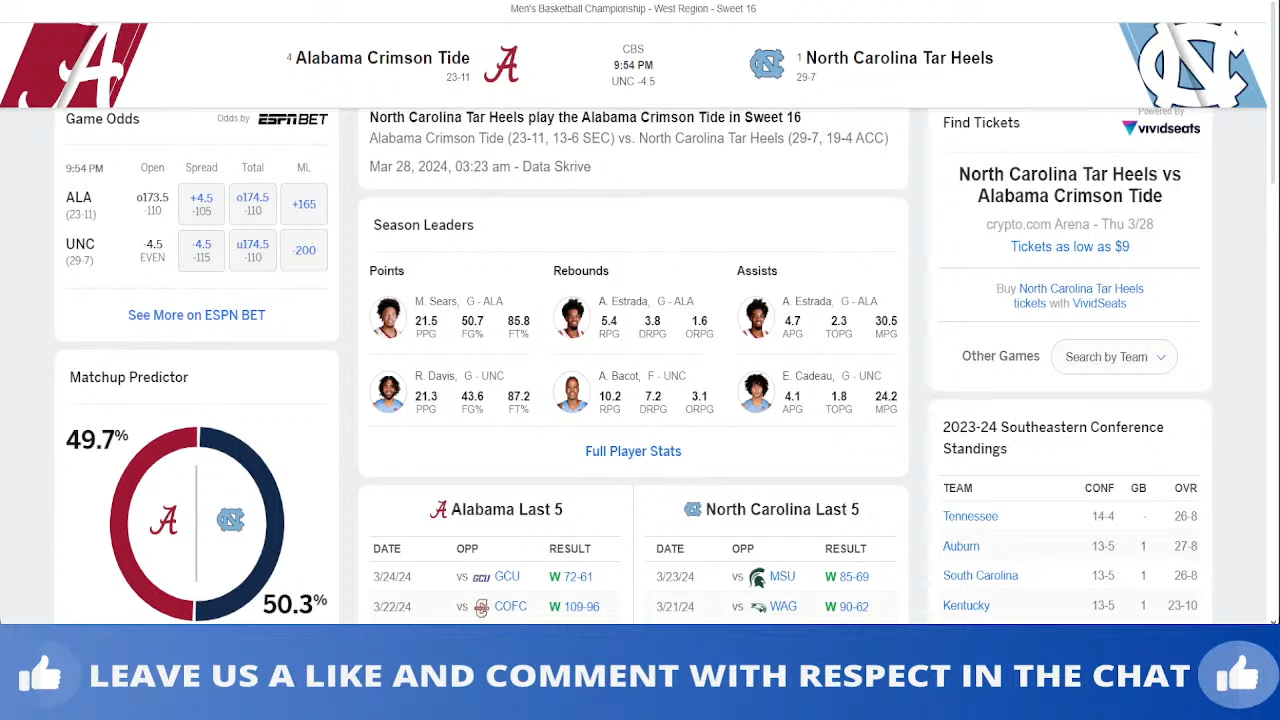 Men's Basketball Championship - West Region - Sweet 16
4 Alabama Crimson Tide
23-11
CBS
9:54 PM
UNC -4.5
1 North Carolina Tar Heels
29-7
Game Odds
Odds by ESPN BET
9:54 PM Open Spread Total ML
ALA
(23-11)
o173.5
-110
+4.5
-105
o174.5
-110
+165
UNC
(29-7)
-4.5
EVEN
-4.5
-115
u174.5
-110
-200
See More on ESPN BET
Matchup Predictor
49.7%
50.3%
North Carolina Tar Heels play the Alabama Crimson Tide in Sweet 16
Alabama Crimson Tide (23-11, 13-6 SEC) vs. North Carolina Tar Heels (29-7, 19-4 ACC)
Mar 28, 2024, 03:23 am - Data Skrive
Season Leaders
Points
M. Sears, G - ALA
21.5 50.7 85.8
PPG FG% FT%
R. Davis, G - UNC
21.3 43.6 87.2
PPG FG% FT%
Rebounds
A. Estrada, G - ALA
5.4 3.8 1.6
RPG DRPG ORPG
A. Bacot, F - UNC
10.2 7.2 3.1
RPG DRPG ORPG
Assists
A. Estrada, G - ALA
4.7 2.3 30.5
APG TOPG MPG
E. Cadeau, G - UNC
4.1 1.8 24.2
APG TOPG MPG
Full Player Stats
Alabama Last 5
DATE OPP RESULT
3/24/24 vs GCU W 72-61
3/22/24 vs COFC W 109-96
North Carolina Last 5
DATE OPP RESULT
3/23/24 vs MSU W 85-69
3/21/24 vs WAG W 90-62
Find Tickets
Powered By
vividseats
North Carolina Tar Heels vs
Alabama Crimson Tide
crypto.com Arena - Thu 3/28
Tickets as low as $9
Buy North Carolina Tar Heels
tickets with VividSeats
Other Games Search by Team
2023-24 Southeastern Conference
Standings
TEAM CONF GB OVR
Tennessee 14-4 - 26-8
Auburn 13-5 1 27-8
South Carolina 13-5 1 26-8
Kentucky 13-5 1 23-10
LEAVE US A LIKE AND COMMENT WITH RESPECT IN THE CHAT